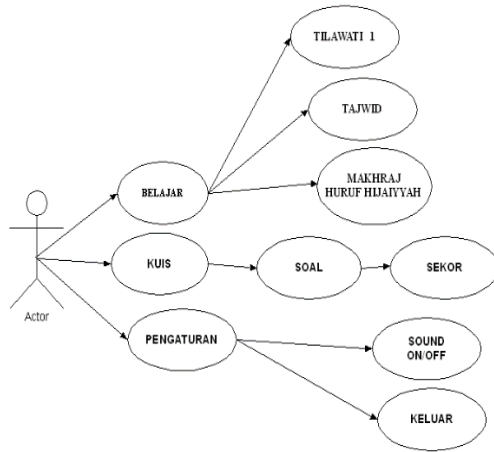 TILAWATI 1
TAJWID
MAKHRAJ
HURUF HIJAIYYAH
BELAJAR
KUIS
SOAL
SEKOR
Actor
PENGATURAN
SOUND
ON/OFF
KELUAR